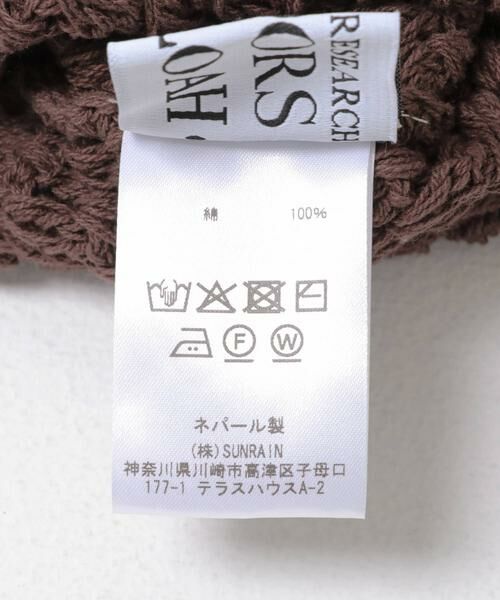 RESEARCH
ORS
LOAH
綿 100%
F W
ネパール製
(株)SUNRAIN
神奈川県川崎市高津区子母口
177-1 テラスハウスA-2